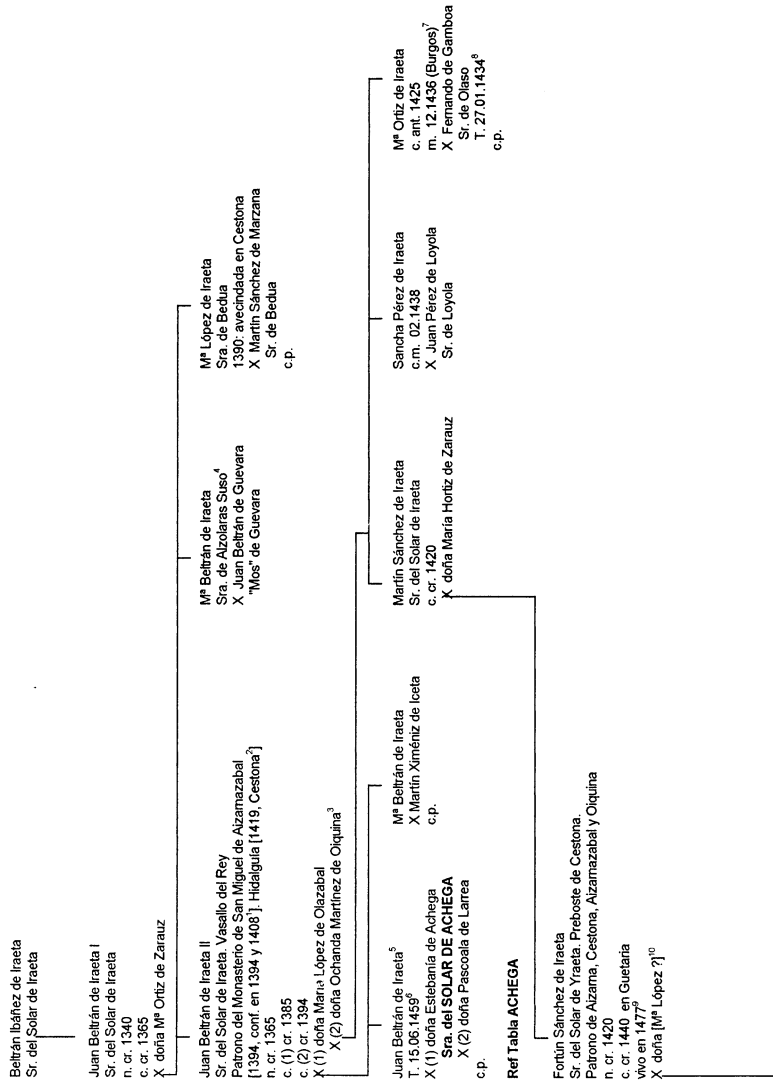 Beltrán Ibáñez de Iraeta
Sr. del Solar de Iraeta
Juan Beltrán de Iraeta I
Sr. del Solar de Iraeta
n. cr. 1340
c. cr. 1365
X doña Mª Ortiz de Zarauz
Juan Beltrán de Iraeta II
Sr. del Solar de Iraeta. Vasallo del Rey
Patrono del Monasterio de San Miguel de Aizarnazabal
[1394, conf. en 1394 y 1408¹]. Hidalguía [1419, Cestona²]
n. cr. 1365
c. (1) cr. 1385
c. (2) cr. 1394
X (1) doña María López de Olazabal
X (2) doña Ochanda Martínez de Oiquina³
Mª Beltrán de Iraeta
Sra. de Alzolaras Suso⁴
X Juan Beltrán de Guevara
"Mos" de Guevara
Mª López de Iraeta
Sra. de Bedua
1390: avecindada en Cestona
X Martín Sánchez de Marzana
Sr. de Bedua
c.p.
Juan Beltrán de Iraeta⁵
T. 15.06.1459⁶
X (1) doña Estebanía de Achega
Sra. del SOLAR DE ACHEGA
X (2) doña Pascoala de Larrea
c.p.
Ref Tabla ACHEGA
Mª Beltrán de Iraeta
X Martín Ximéniz de Iceta
c.p.
Martín Sánchez de Iraeta
Sr. del Solar de Iraeta
c. cr. 1420
X doña María Hortiz de Zarauz
Sancha Pérez de Iraeta
c.m. 02.1438
X Juan Pérez de Loyola
Sr. de Loyola
Mª Ortiz de Iraeta
c. ant. 1425
m. 12.1436 (Burgos)⁷
X Fernando de Gamboa
Sr. de Olaso
T. 27.01.1434⁸
c.p.
Fortún Sánchez de Iraeta
Sr. del Solar de Yraeta. Preboste de Cestona.
Patrono de Aizarna, Cestona, Aizarnazabal y Oiquina
n. cr. 1420
c. cr. 1440 en Guetaria
vivo en 1477⁹
X doña [Mª López ?]¹⁰